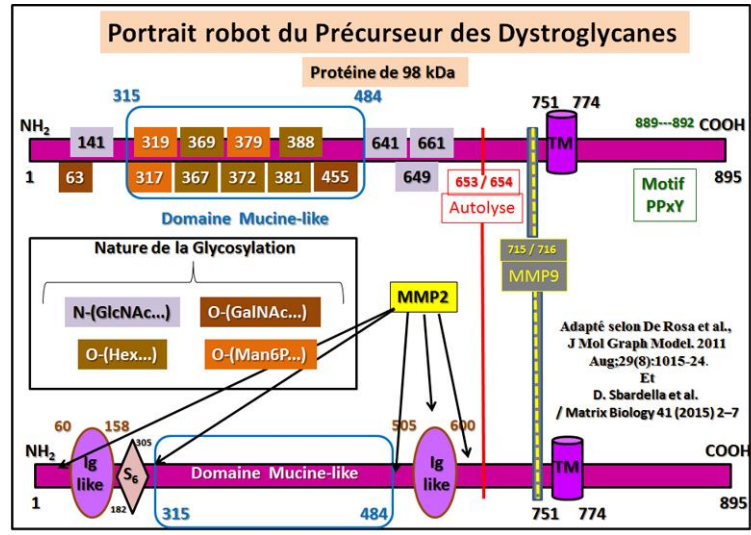 Portrait robot du Précurseur des Dystroglycanes
Protéine de 98 kDa
315
484
751 774
889---892
NH2
COOH
141
319
369
379
388
641
661
TM
1
63
317
367
372
381
455
649
653 / 654
Autolyse
Motif
PPxY
895
Domaine Mucine-like
Nature de la Glycosylation
N-(GlcNAc...)
O-(GalNAc...)
O-(Hex...)
O-(Man6P...)
MMP2
715 / 716
MMP9
Adapté selon De Rosa et al.,
J Mol Graph Model. 2011
Aug;29(8):1015-24.
Et
D. Sbardella et al.
/ Matrix Biology 41 (2015) 2–7
60
158
305
505
600
NH2
COOH
Ig
like
S6
Domaine Mucine-like
Ig
like
TM
1
182
315
484
751
774
895